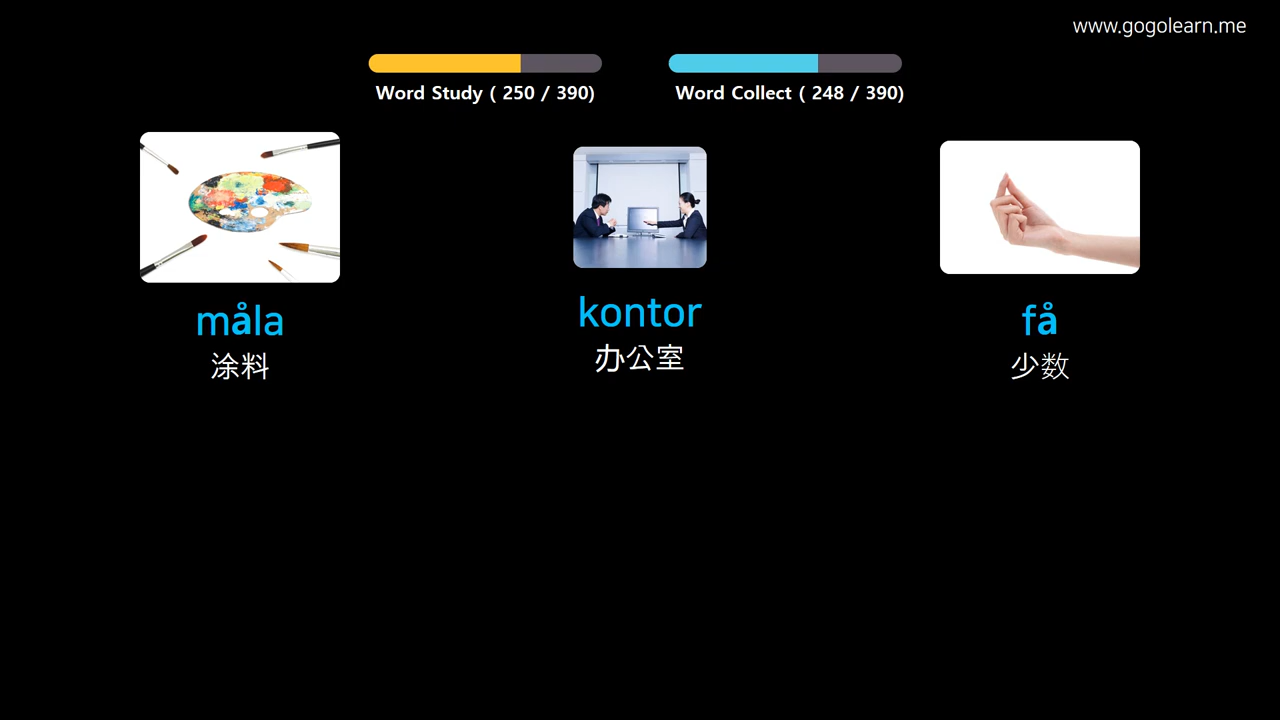 www.gogolearn.me
Word Study ( 250 / 390)
Word Collect ( 248 / 390)
måla
涂料
kontor
办公室
få
少数